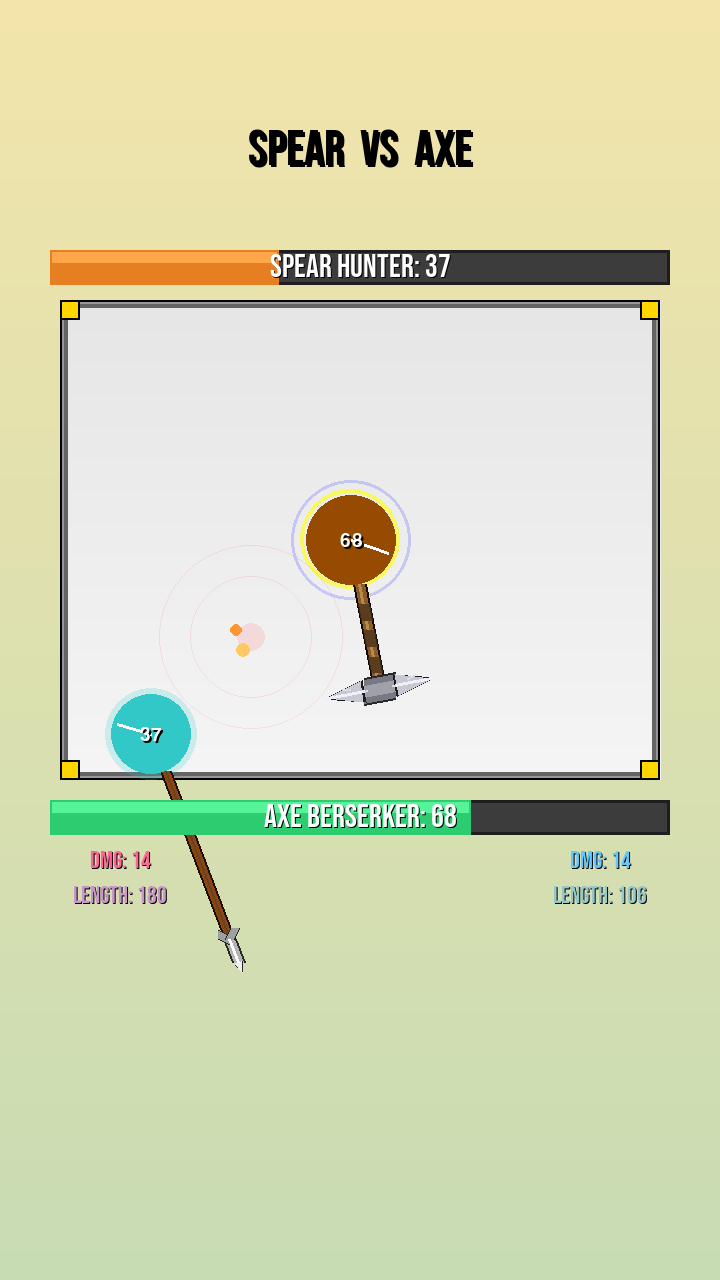 SPEAR VS AXE
SPEAR HUNTER: 37
68
37
AXE BERSERKER: 68
DMG: 14
DMG: 14
LENGTH: 180
LENGTH: 106